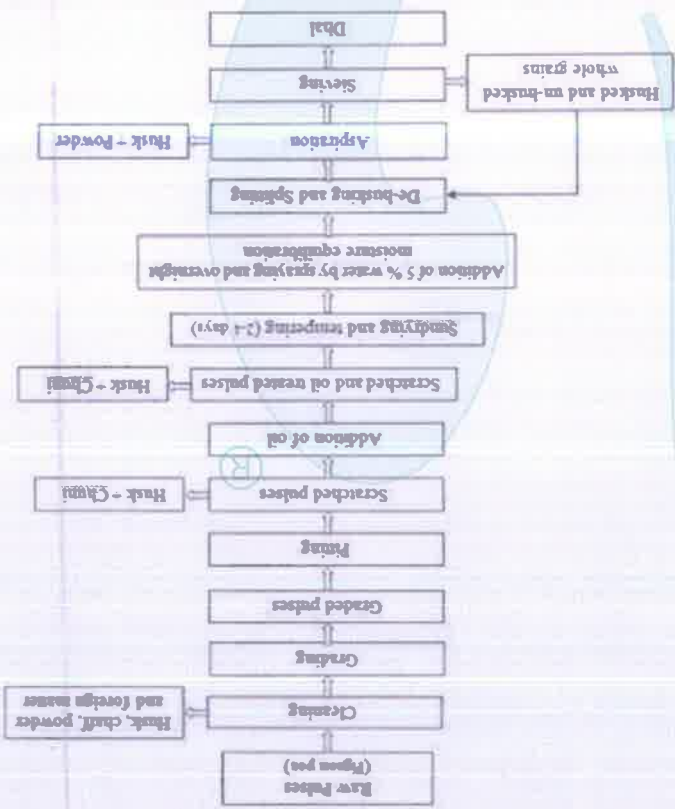 Raw Pulses
(Pigeon pea)
Cleaning
Husk, chaff, powder
and foreign matter
Grading
Graded pulses
Pitting
Scratched pulses
Husk + Chuni
Addition of oil
Scratched and oil treated pulses
Husk + Chuni
Sundrying and tempering (2-4 days)
Addition of 5 % water by spraying and overnight
moisture equilibration
De-husking and Splitting
Aspiration
Husk + Powder
Sieving
Husked and un-husked
whole grains
Dhal
R